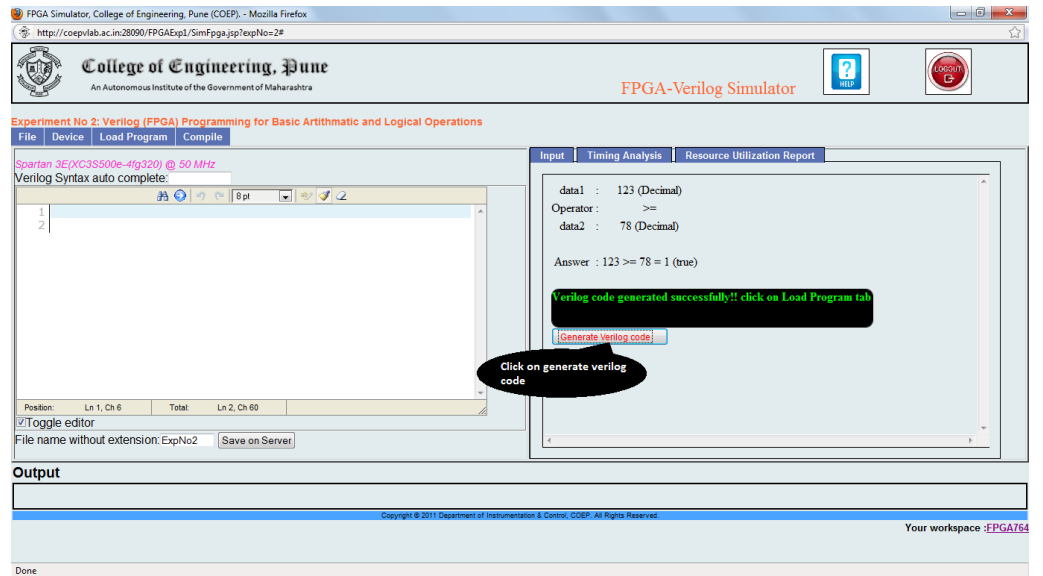 FPGA Simulator, College of Engineering, Pune (COEP). - Mozilla Firefox
http://coepvlab.ac.in:28090/FPGAExp1/SimFpga.jsp?expNo=2#
College of Engineering, Pune
An Autonomous Institute of the Government of Maharashtra
FPGA-Verilog Simulator
?
HELP
LOGOUT
Experiment No 2: Verilog (FPGA) Programming for Basic Artithmatic and Logical Operations
File Device Load Program Compile
Spartan 3E(XC3S500e-4fg320) @ 50 MHz
Verilog Syntax auto complete:
8 pt
1
2
Position: Ln 1, Ch 6 Total: Ln 2, Ch 60
Toggle editor
File name without extension: ExpNo2 Save on Server
Input Timing Analysis Resource Utilization Report
data1 : 123 (Decimal)
Operator : >=
data2 : 78 (Decimal)
Answer : 123 >= 78 = 1 (true)
Verilog code generated successfully!! click on Load Program tab
Generate Verilog code
Click on generate verilog
code
Output
Copyright © 2011 Department of Instrumentation & Control, COEP. All Rights Reserved.
Your workspace :FPGA764
Done